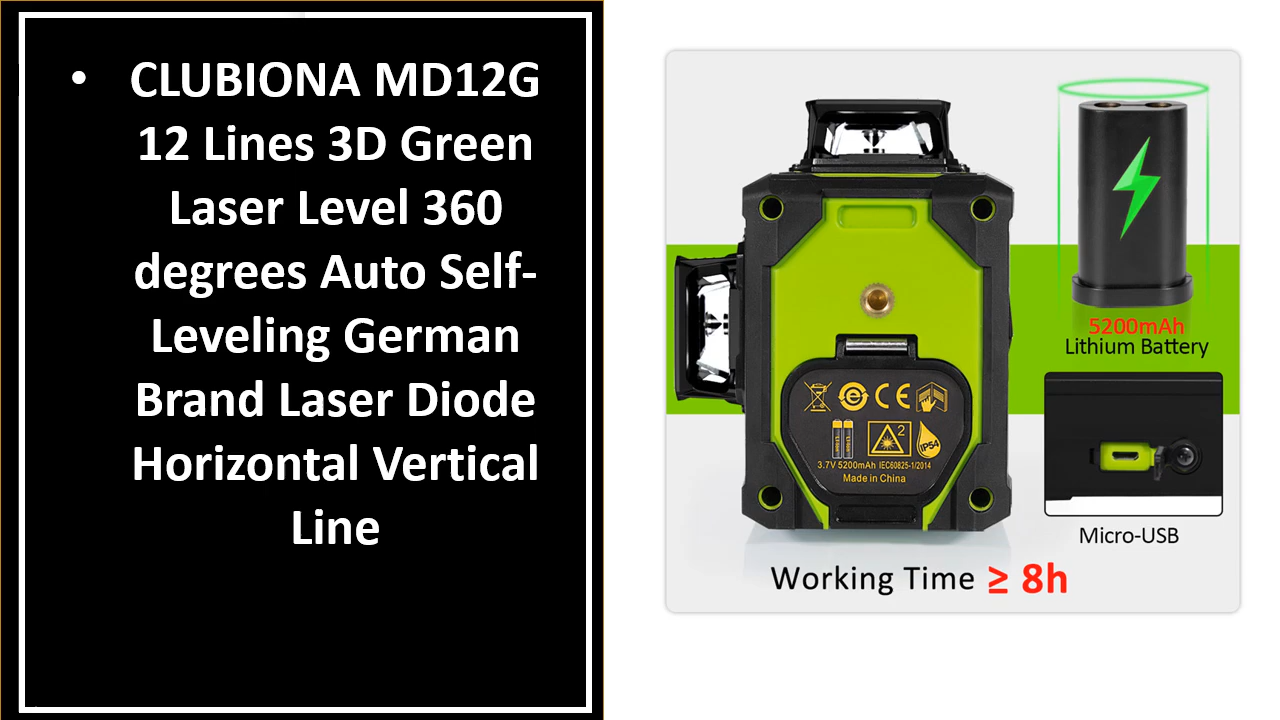 • CLUBIONA MD12G
12 Lines 3D Green
Laser Level 360
degrees Auto Self-
Leveling German
Brand Laser Diode
Horizontal Vertical
Line
5200mAh
Lithium Battery
CE
2
IP54
3.7V 5200mAh IEC60825-1/2014
Made in China
Micro-USB
Working Time ≥ 8h